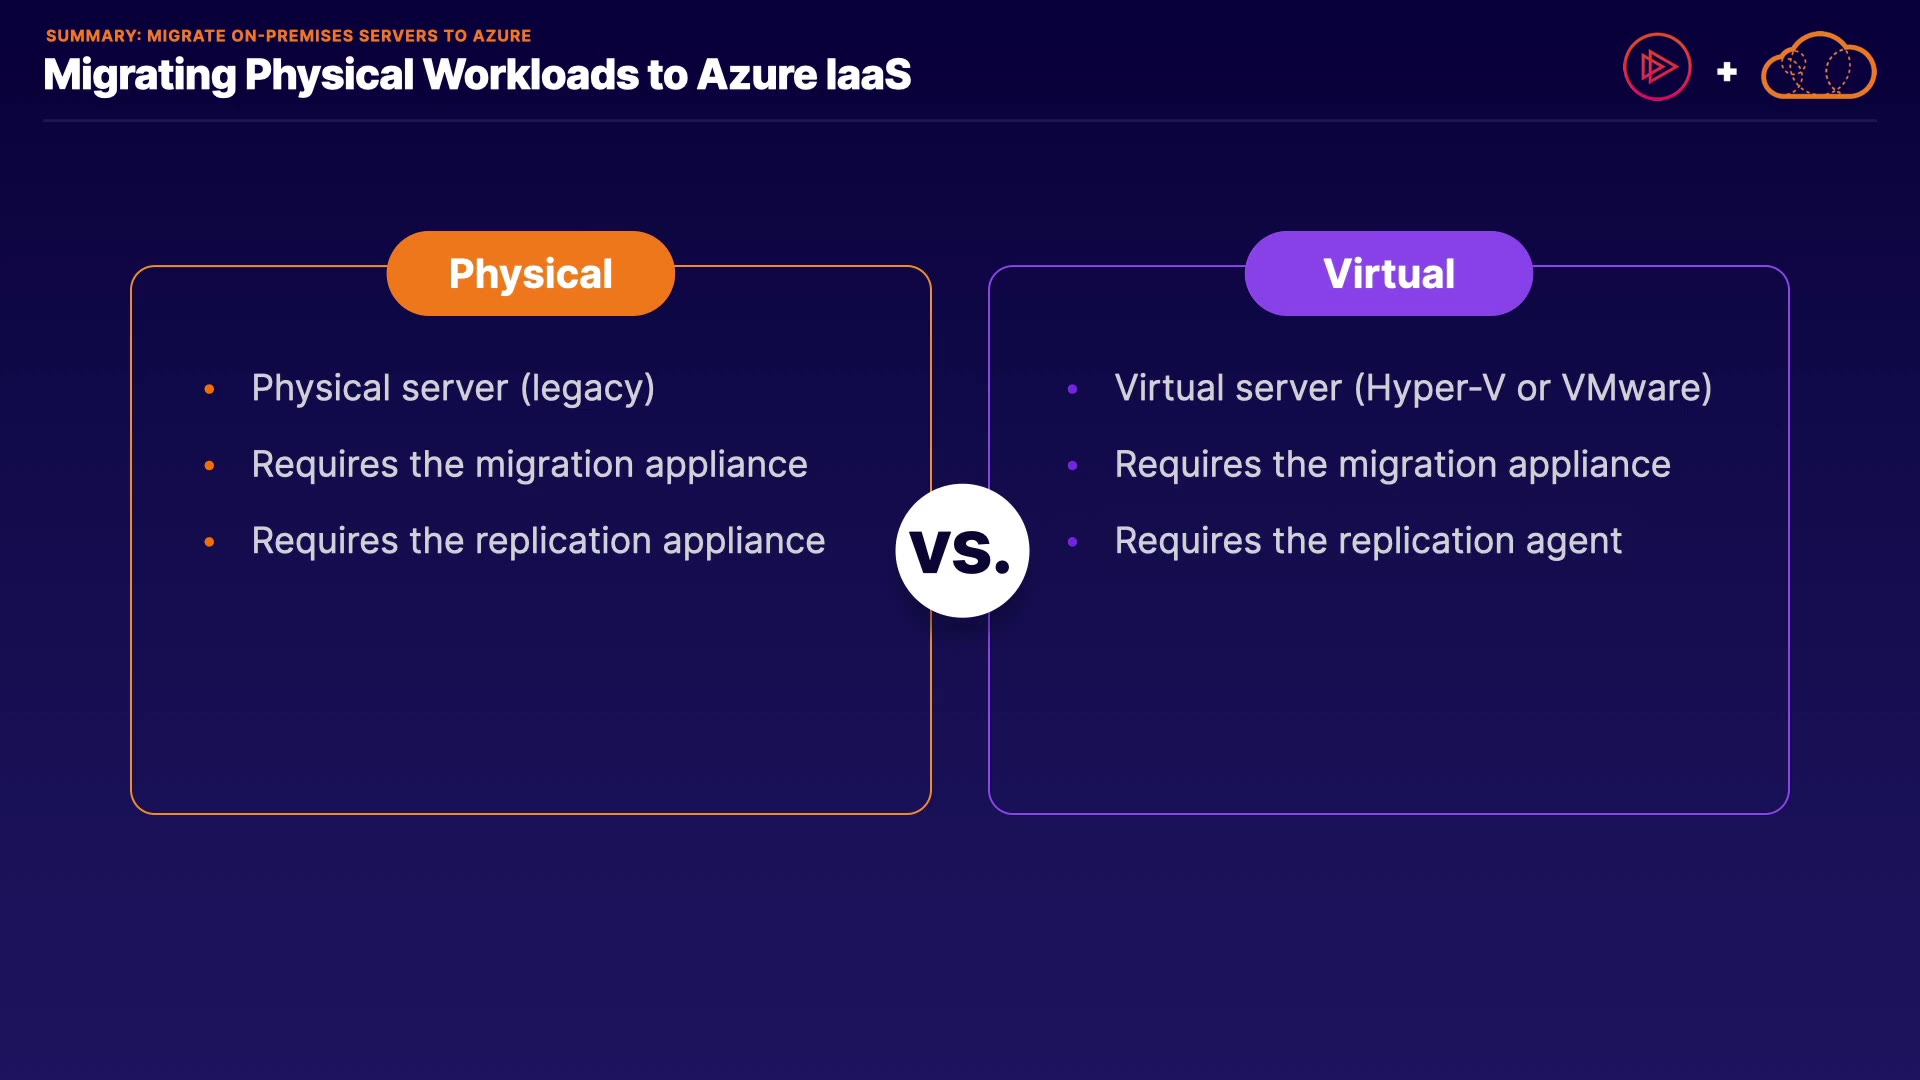 SUMMARY: MIGRATE ON-PREMISES SERVERS TO AZURE
Migrating Physical Workloads to Azure IaaS
+
Physical
• Physical server (legacy)
• Requires the migration appliance
• Requires the replication appliance
VS.
Virtual
• Virtual server (Hyper-V or VMware)
• Requires the migration appliance
• Requires the replication agent